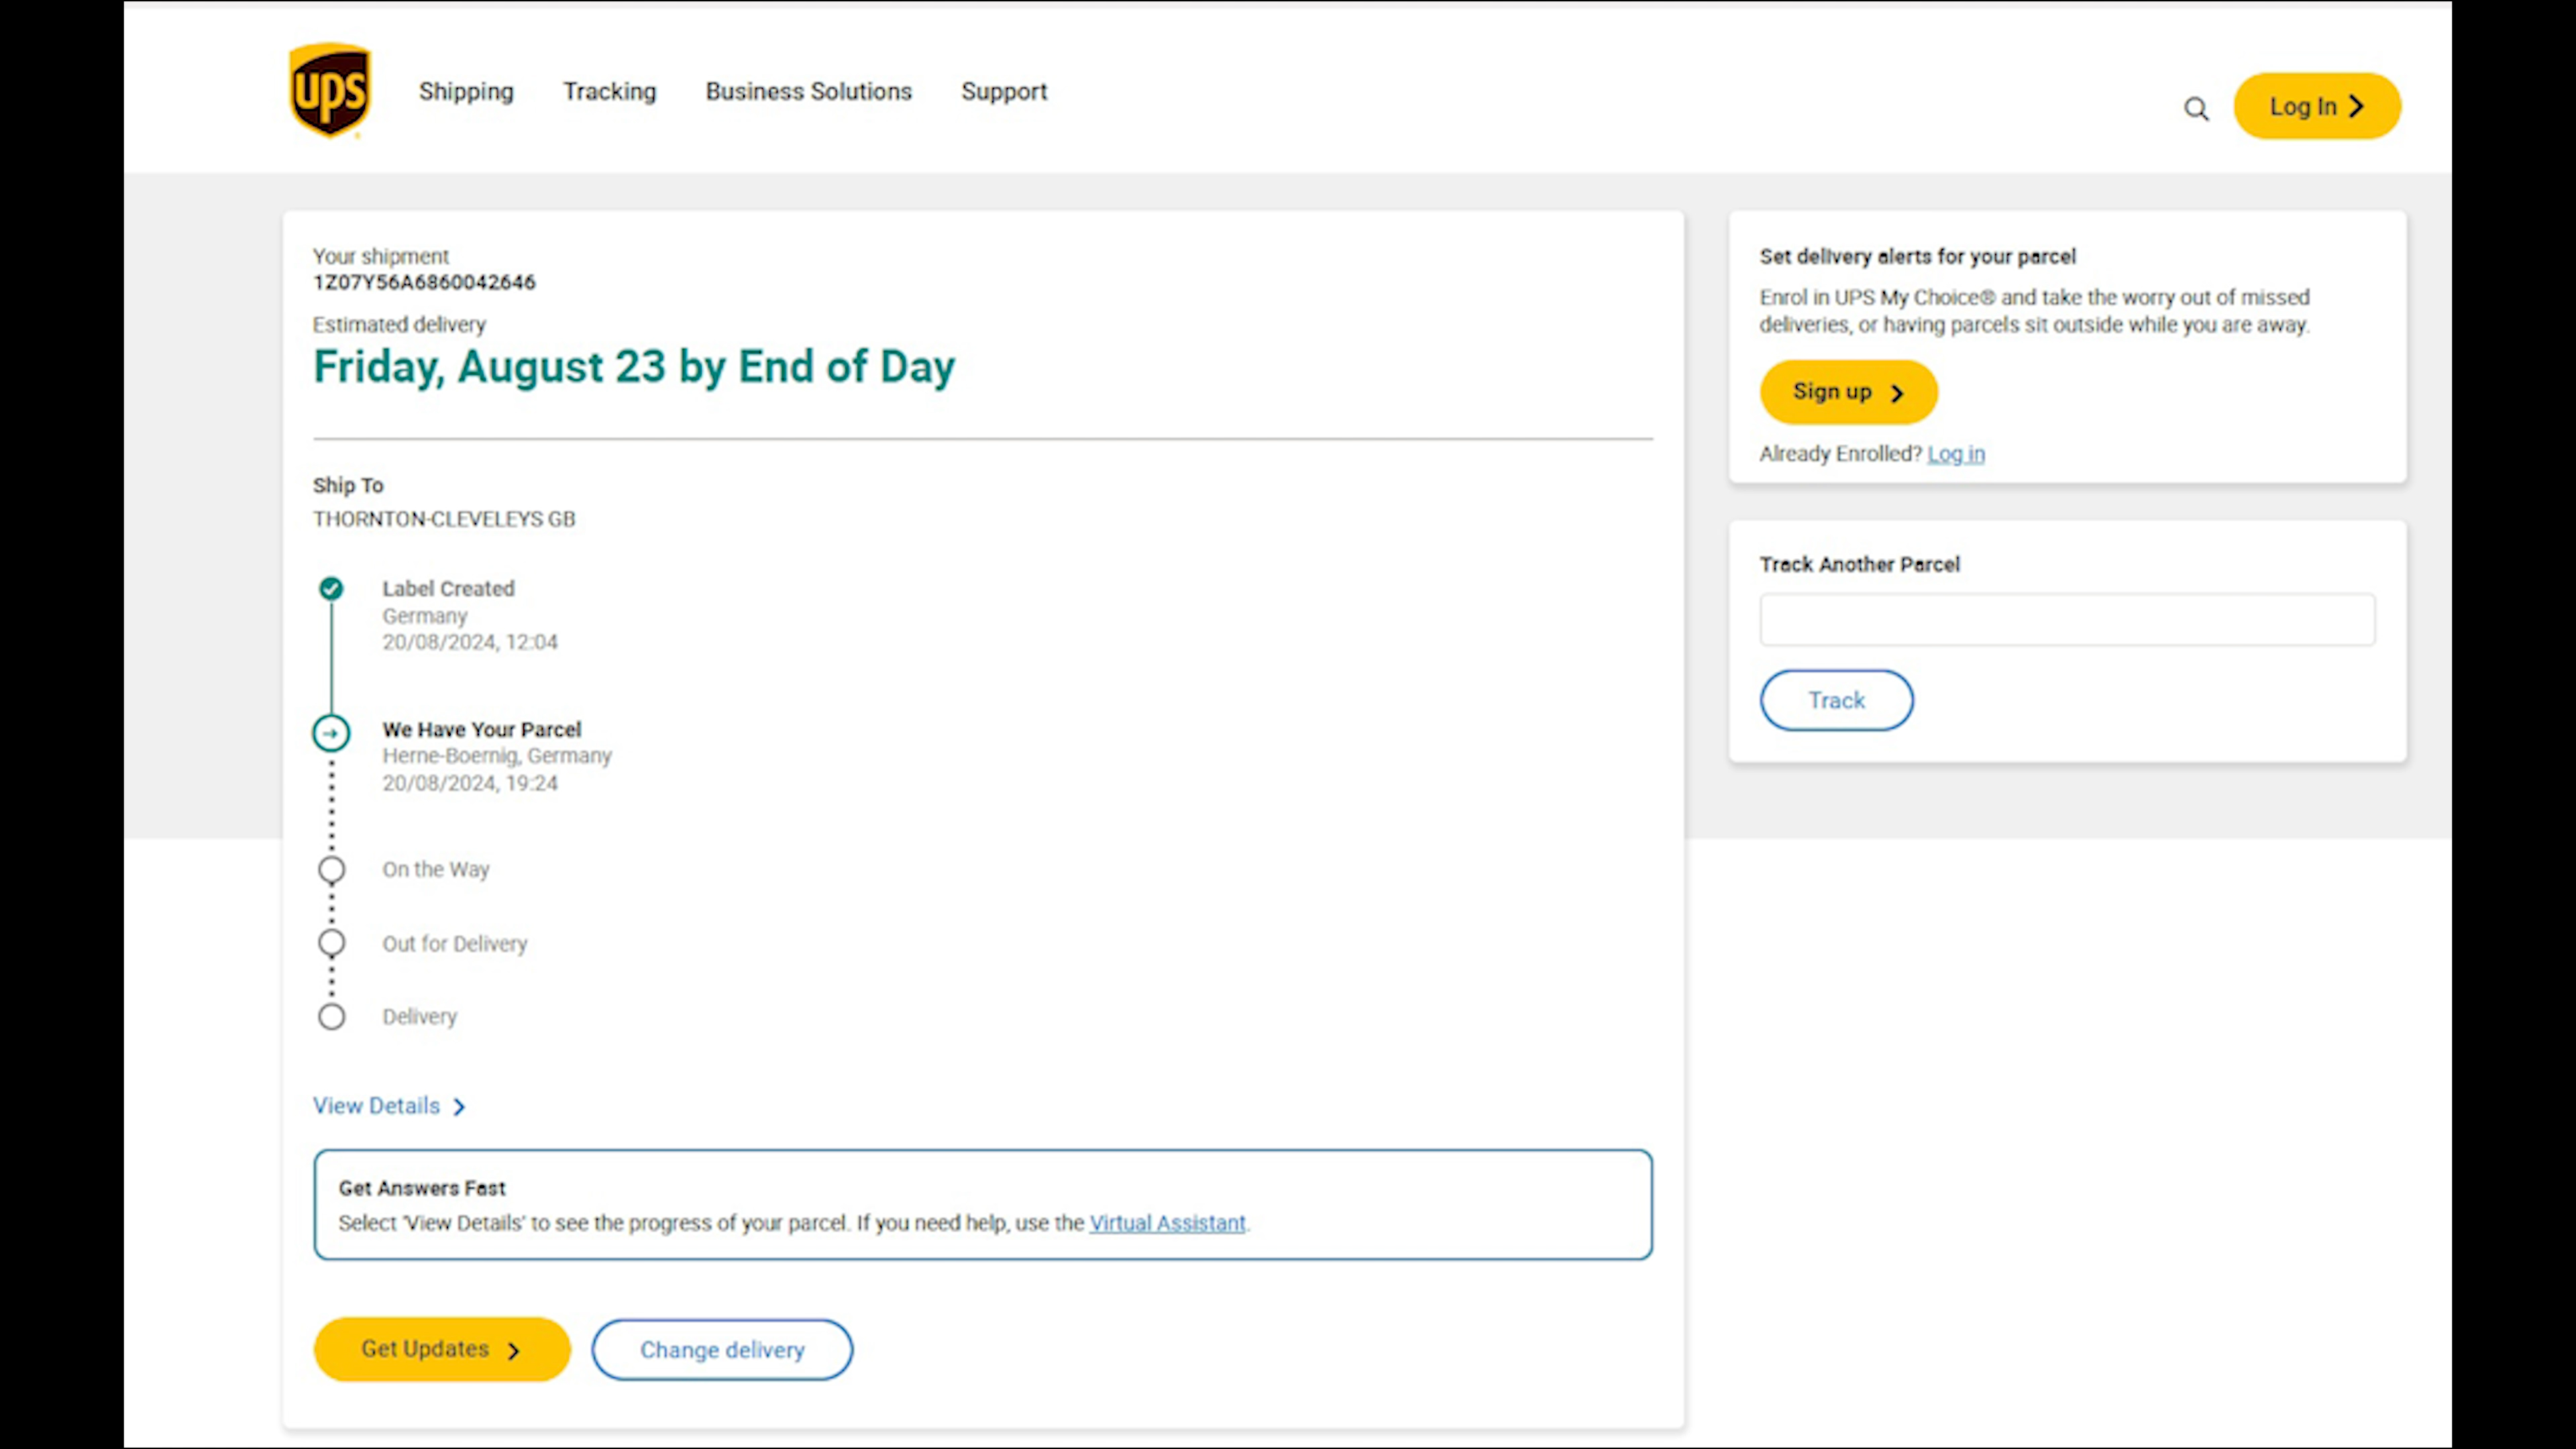 ups
Shipping
Tracking
Business Solutions
Support
Log In
Your shipment
1Z07Y56A6860042646
Estimated delivery
Friday, August 23 by End of Day
Ship To
THORNTON-CLEVELEYS GB
Label Created
Germany
20/08/2024, 12:04
We Have Your Parcel
Herne-Boernig, Germany
20/08/2024, 19:24
On the Way
Out for Delivery
Delivery
View Details
Get Answers Fast
Select 'View Details' to see the progress of your parcel. If you need help, use the Virtual Assistant.
Get Updates
Change delivery
Set delivery alerts for your parcel
Enrol in UPS My Choice® and take the worry out of missed
deliveries, or having parcels sit outside while you are away.
Sign up
Already Enrolled? Log in
Track Another Parcel
Track